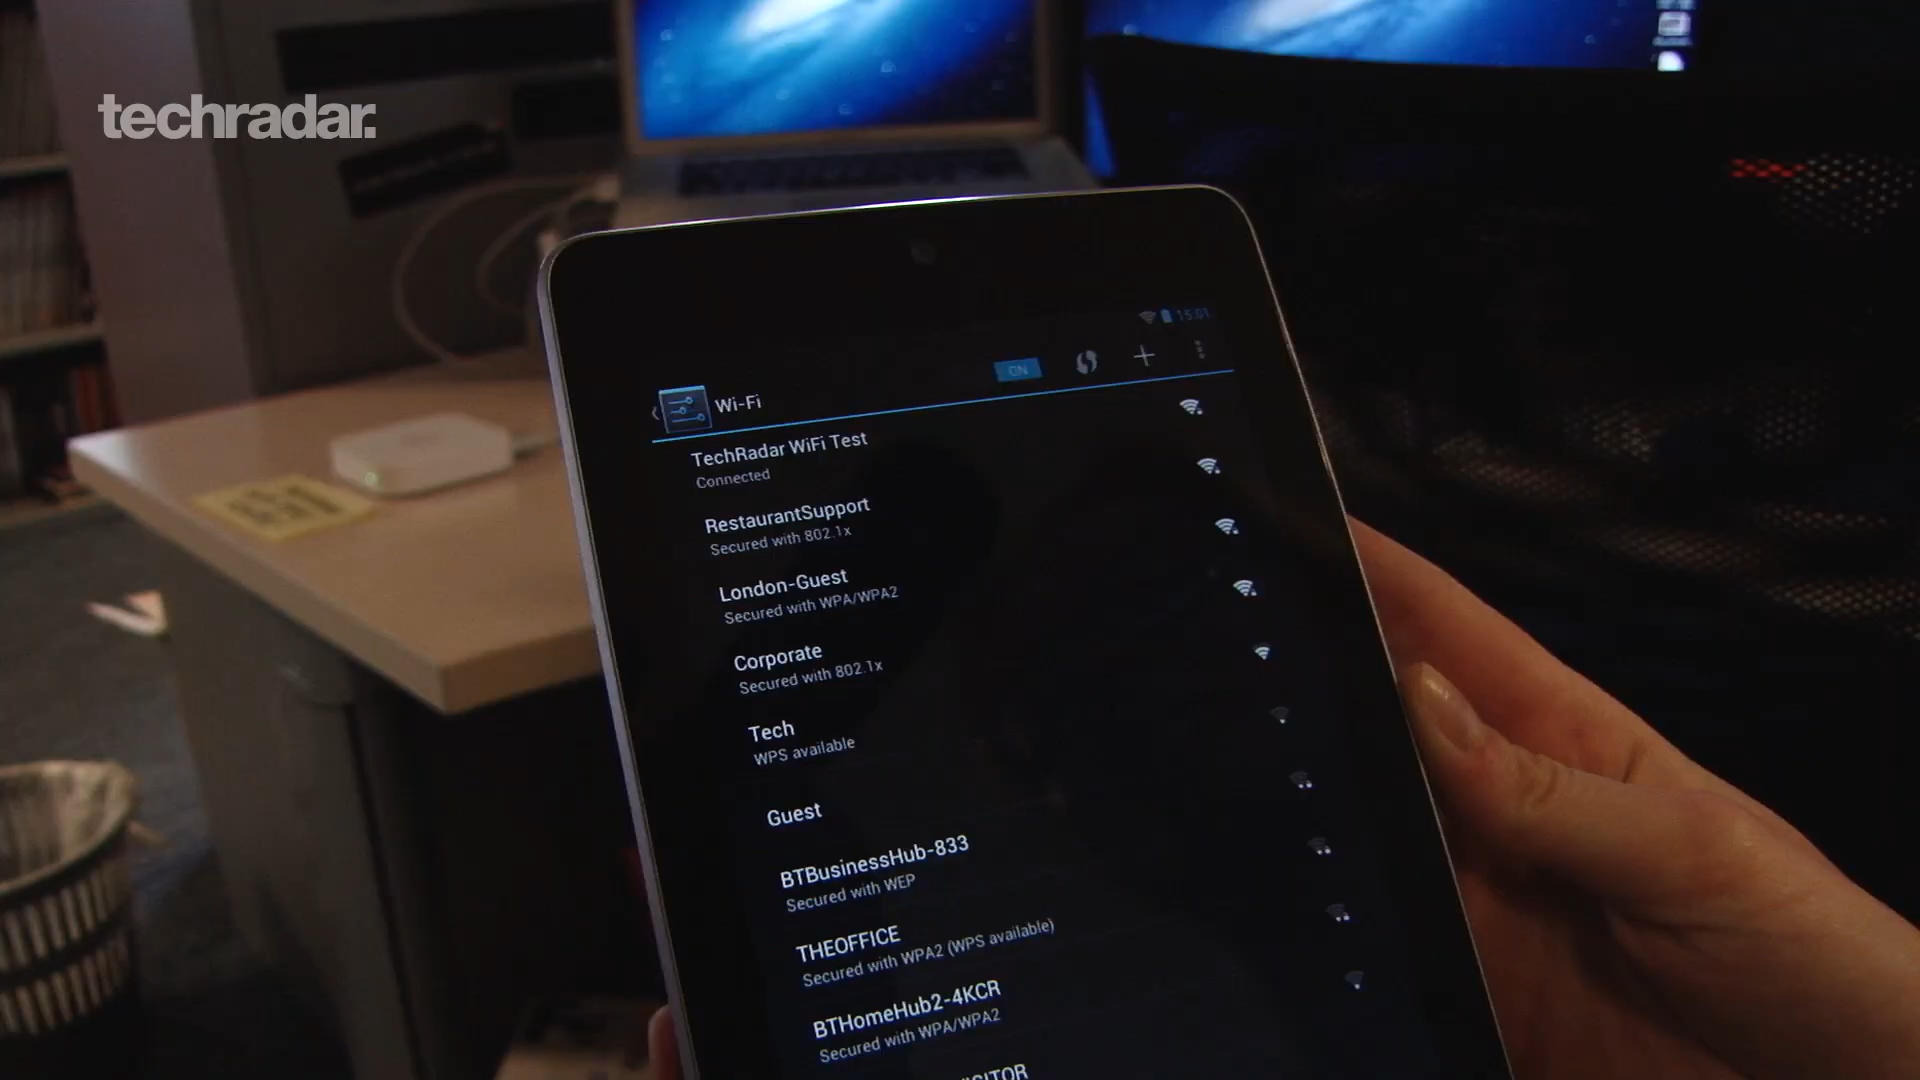 techradar.
15:01
ON
Wi-Fi
TechRadar WiFi Test
Connected
RestaurantSupport
Secured with 802.1x
London-Guest
Secured with WPA/WPA2
Corporate
Secured with 802.1x
Tech
WPS available
Guest
BTBusinessHub-833
Secured with WEP
THEOFFICE
Secured with WPA2 (WPS available)
BTHomeHub2-4KCR
Secured with WPA/WPA2